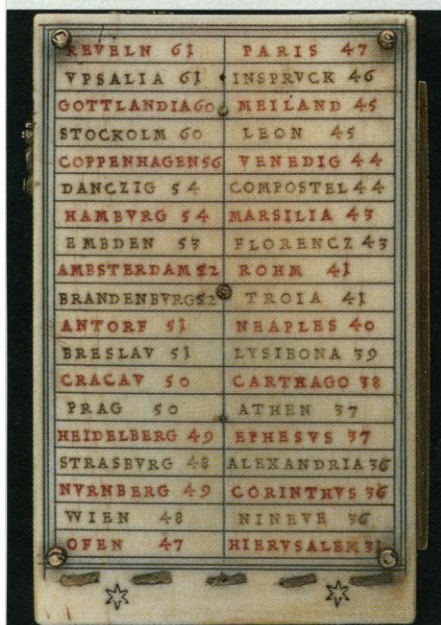 REVELN 61 PARIS 47
VPSALIA 61 INSPRVCK 46
GOTTLANDIA 60 MEILAND 45
STOCKOLM 60 LEON 45
COPPENHAGEN 56 VENEDIG 44
DANCZIG 54 COMPOSTEL 44
HAMBVRG 54 MARSILIA 43
EMBDEN 53 FLORENCZ 43
AMBSTERDAM 52 ROHM 41
BRANDENBVRG 52 TROIA 41
ANTORF 51 NEAPLES 40
BRESLAV 51 LYSIBONA 39
CRACAV 50 CARTHAGO 38
PRAG 50 ATHEN 37
HEIDELBERG 49 EPHESVS 37
STRASBVRG 48 ALEXANDRIA 36
NVRNBERG 49 CORINTHVS 36
WIEN 48 NINEVE 36
OFEN 47 HIERVSALEM 31